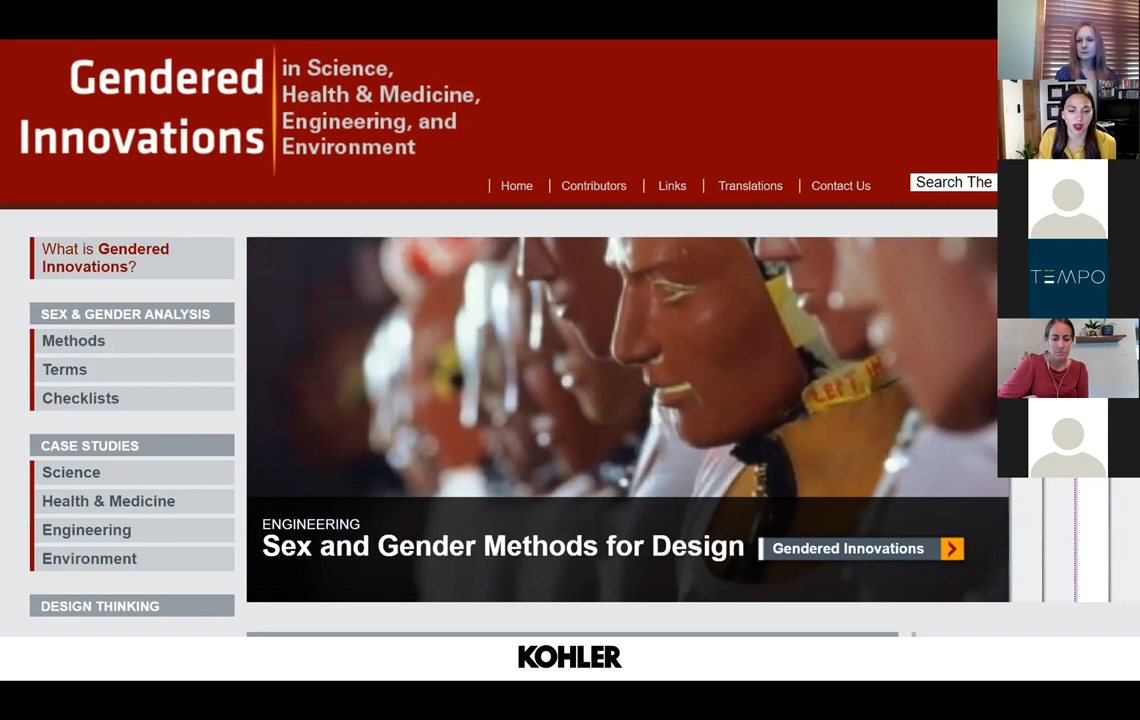 Gendered
Innovations
in Science,
Health & Medicine,
Engineering, and
Environment
| Home | Contributors | Links | Translations | Contact Us
Search The
What is Gendered
Innovations?
SEX & GENDER ANALYSIS
Methods
Terms
Checklists
CASE STUDIES
Science
Health & Medicine
Engineering
Environment
DESIGN THINKING
LEFT, IN
ENGINEERING
Sex and Gender Methods for Design
Gendered Innovations
TEMPO
KOHLER